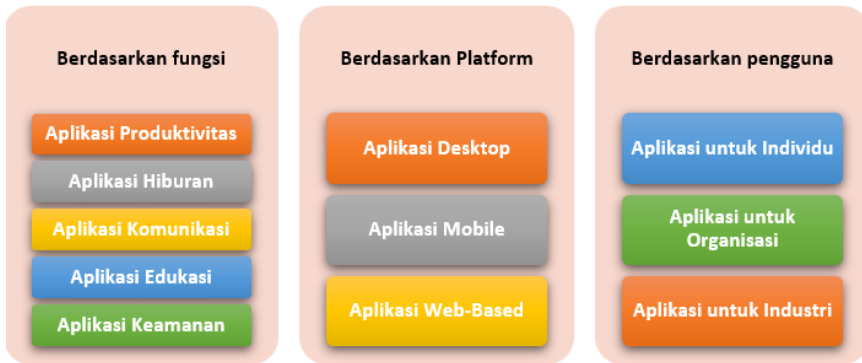 Berdasarkan fungsi
Aplikasi Produktivitas
Aplikasi Hiburan
Aplikasi Komunikasi
Aplikasi Edukasi
Aplikasi Keamanan
Berdasarkan Platform
Aplikasi Desktop
Aplikasi Mobile
Aplikasi Web-Based
Berdasarkan pengguna
Aplikasi untuk Individu
Aplikasi untuk
Organisasi
Aplikasi untuk Industri